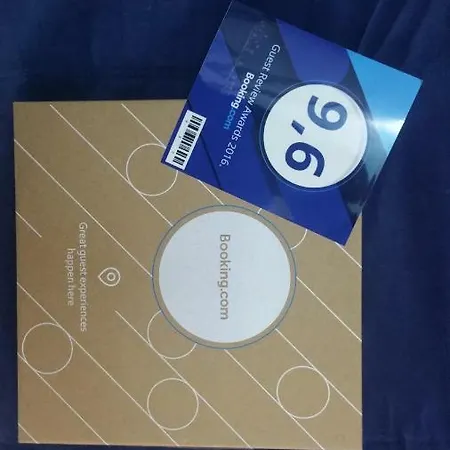 9,6
Guest Review Awards 2016.
Booking.com
Booking.com
Great guest experiences
happen here